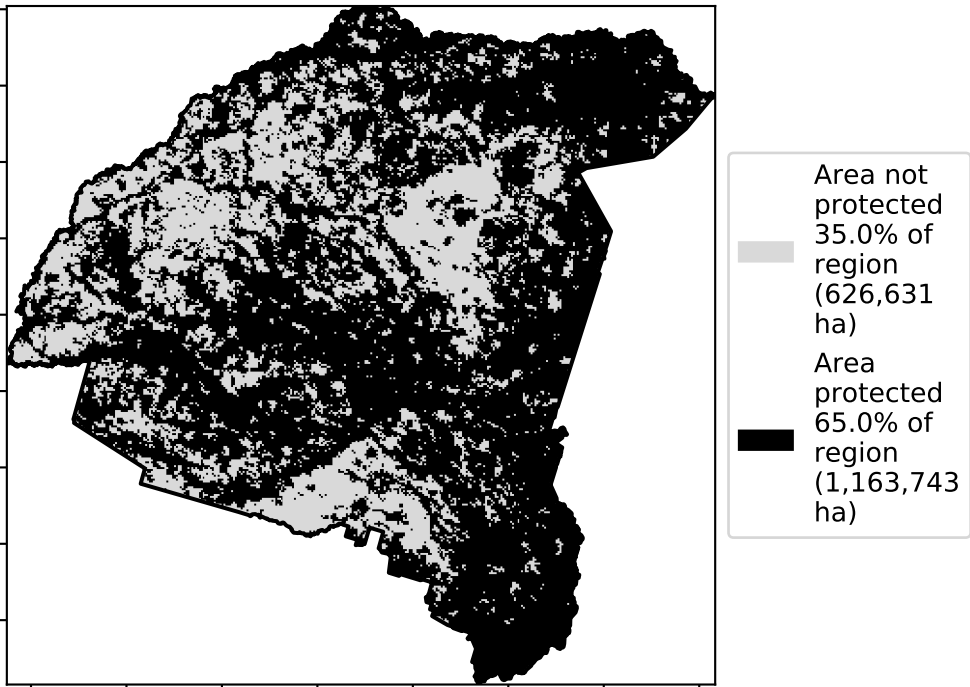 Area not
protected
35.0% of
region
(626,631
ha)
Area
protected
65.0% of
region
(1,163,743
ha)